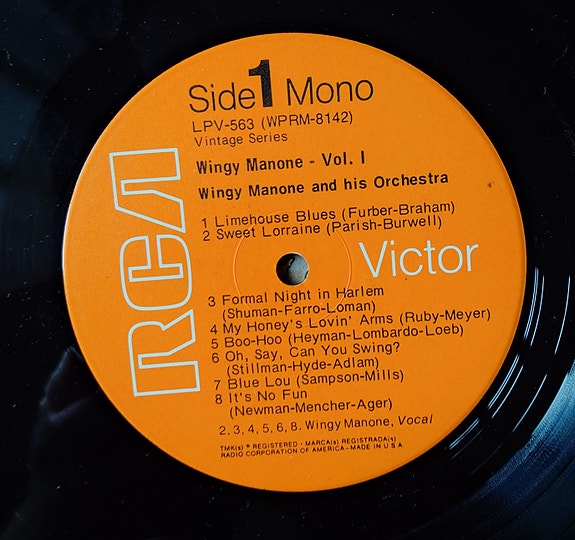 Side 1 Mono
LPV-563 (WPRM-8142)
Vintage Series
Wingy Manone - Vol. I
Wingy Manone and his Orchestra
1 Limehouse Blues (Furber-Braham)
2 Sweet Lorraine (Parish-Burwell)
RCA
Victor
3 Formal Night in Harlem
(Shuman-Farro-Loman)
4 My Honey's Lovin' Arms (Ruby-Meyer)
5 Boo-Hoo (Heyman-Lombardo-Loeb)
6 Oh, Say, Can You Swing?
(Stillman-Hyde-Adlam)
7 Blue Lou (Sampson-Mills)
8 It's No Fun
(Newman-Mencher-Ager)
2, 3, 4, 5, 6, 8. Wingy Manone, Vocal
TMK(s) ® REGISTERED - MARCA(s) REGISTRADA(s)
RADIO CORPORATION OF AMERICA-MADE IN U.S.A.